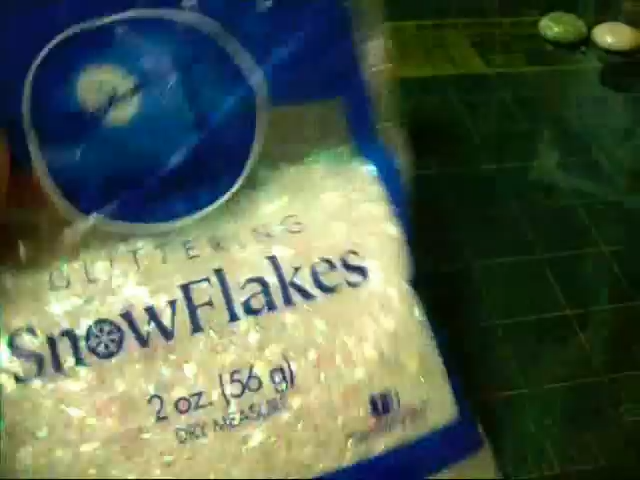 GLITTERING
SnowFlakes
2 oz. (56 g)
DRY MEASURE